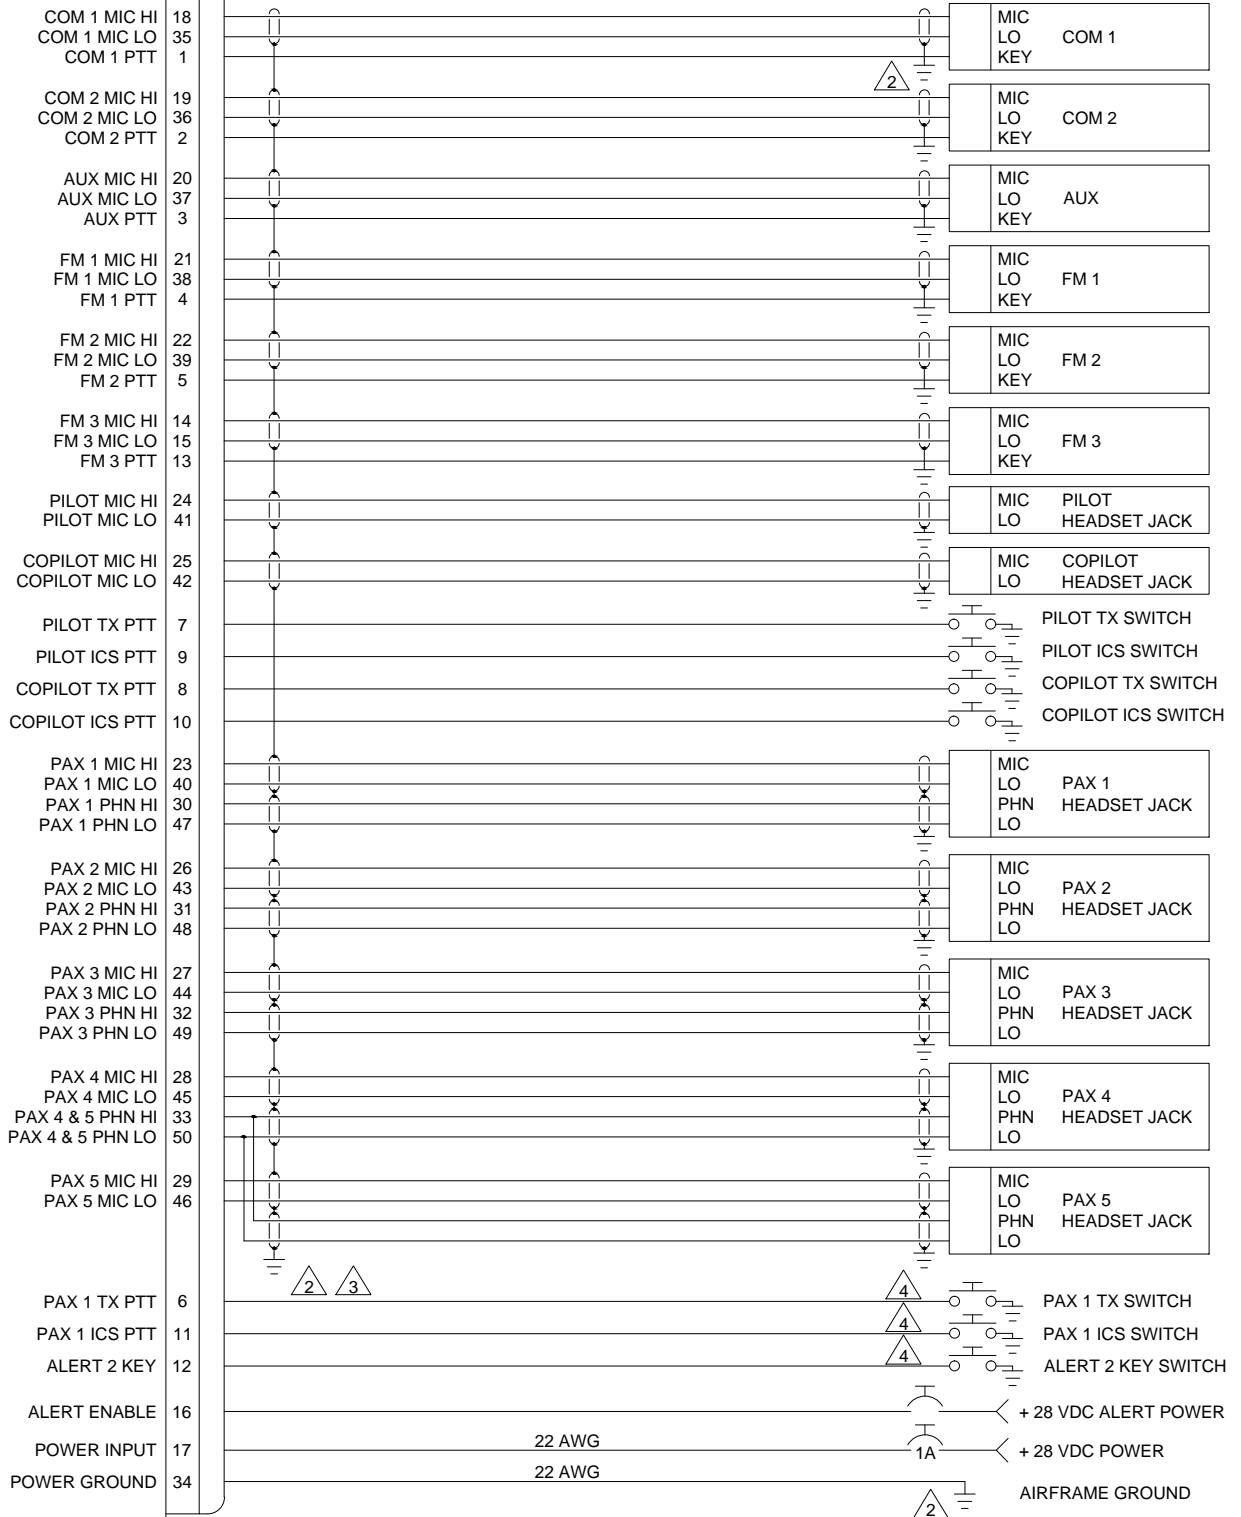 COM 1 MIC HI 18 MIC
COM 1 MIC LO 35 LO COM 1
COM 1 PTT 1 KEY
2
COM 2 MIC HI 19 MIC
COM 2 MIC LO 36 LO COM 2
COM 2 PTT 2 KEY
AUX MIC HI 20 MIC
AUX MIC LO 37 LO AUX
AUX PTT 3 KEY
FM 1 MIC HI 21 MIC
FM 1 MIC LO 38 LO FM 1
FM 1 PTT 4 KEY
FM 2 MIC HI 22 MIC
FM 2 MIC LO 39 LO FM 2
FM 2 PTT 5 KEY
FM 3 MIC HI 14 MIC
FM 3 MIC LO 15 LO FM 3
FM 3 PTT 13 KEY
PILOT MIC HI 24 MIC PILOT
PILOT MIC LO 41 LO HEADSET JACK
COPILOT MIC HI 25 MIC COPILOT
COPILOT MIC LO 42 LO HEADSET JACK
PILOT TX PTT 7 PILOT TX SWITCH
PILOT ICS PTT 9 PILOT ICS SWITCH
COPILOT TX PTT 8 COPILOT TX SWITCH
COPILOT ICS PTT 10 COPILOT ICS SWITCH
PAX 1 MIC HI 23 MIC
PAX 1 MIC LO 40 LO PAX 1
PAX 1 PHN HI 30 PHN HEADSET JACK
PAX 1 PHN LO 47 LO
PAX 2 MIC HI 26 MIC
PAX 2 MIC LO 43 LO PAX 2
PAX 2 PHN HI 31 PHN HEADSET JACK
PAX 2 PHN LO 48 LO
PAX 3 MIC HI 27 MIC
PAX 3 MIC LO 44 LO PAX 3
PAX 3 PHN HI 32 PHN HEADSET JACK
PAX 3 PHN LO 49 LO
PAX 4 MIC HI 28 MIC
PAX 4 MIC LO 45 LO PAX 4
PAX 4 & 5 PHN HI 33 PHN HEADSET JACK
PAX 4 & 5 PHN LO 50 LO
PAX 5 MIC HI 29 MIC
PAX 5 MIC LO 46 LO PAX 5
PHN HEADSET JACK
LO
2 3
PAX 1 TX PTT 6 4 PAX 1 TX SWITCH
PAX 1 ICS PTT 11 4 PAX 1 ICS SWITCH
ALERT 2 KEY 12 4 ALERT 2 KEY SWITCH
ALERT ENABLE 16 + 28 VDC ALERT POWER
POWER INPUT 17 22 AWG 1A + 28 VDC POWER
POWER GROUND 34 22 AWG AIRFRAME GROUND
2